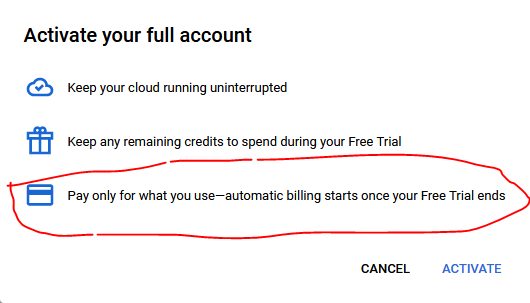 Activate your full account
Keep your cloud running uninterrupted
Keep any remaining credits to spend during your Free Trial
Pay only for what you use—automatic billing starts once your Free Trial ends
CANCEL ACTIVATE